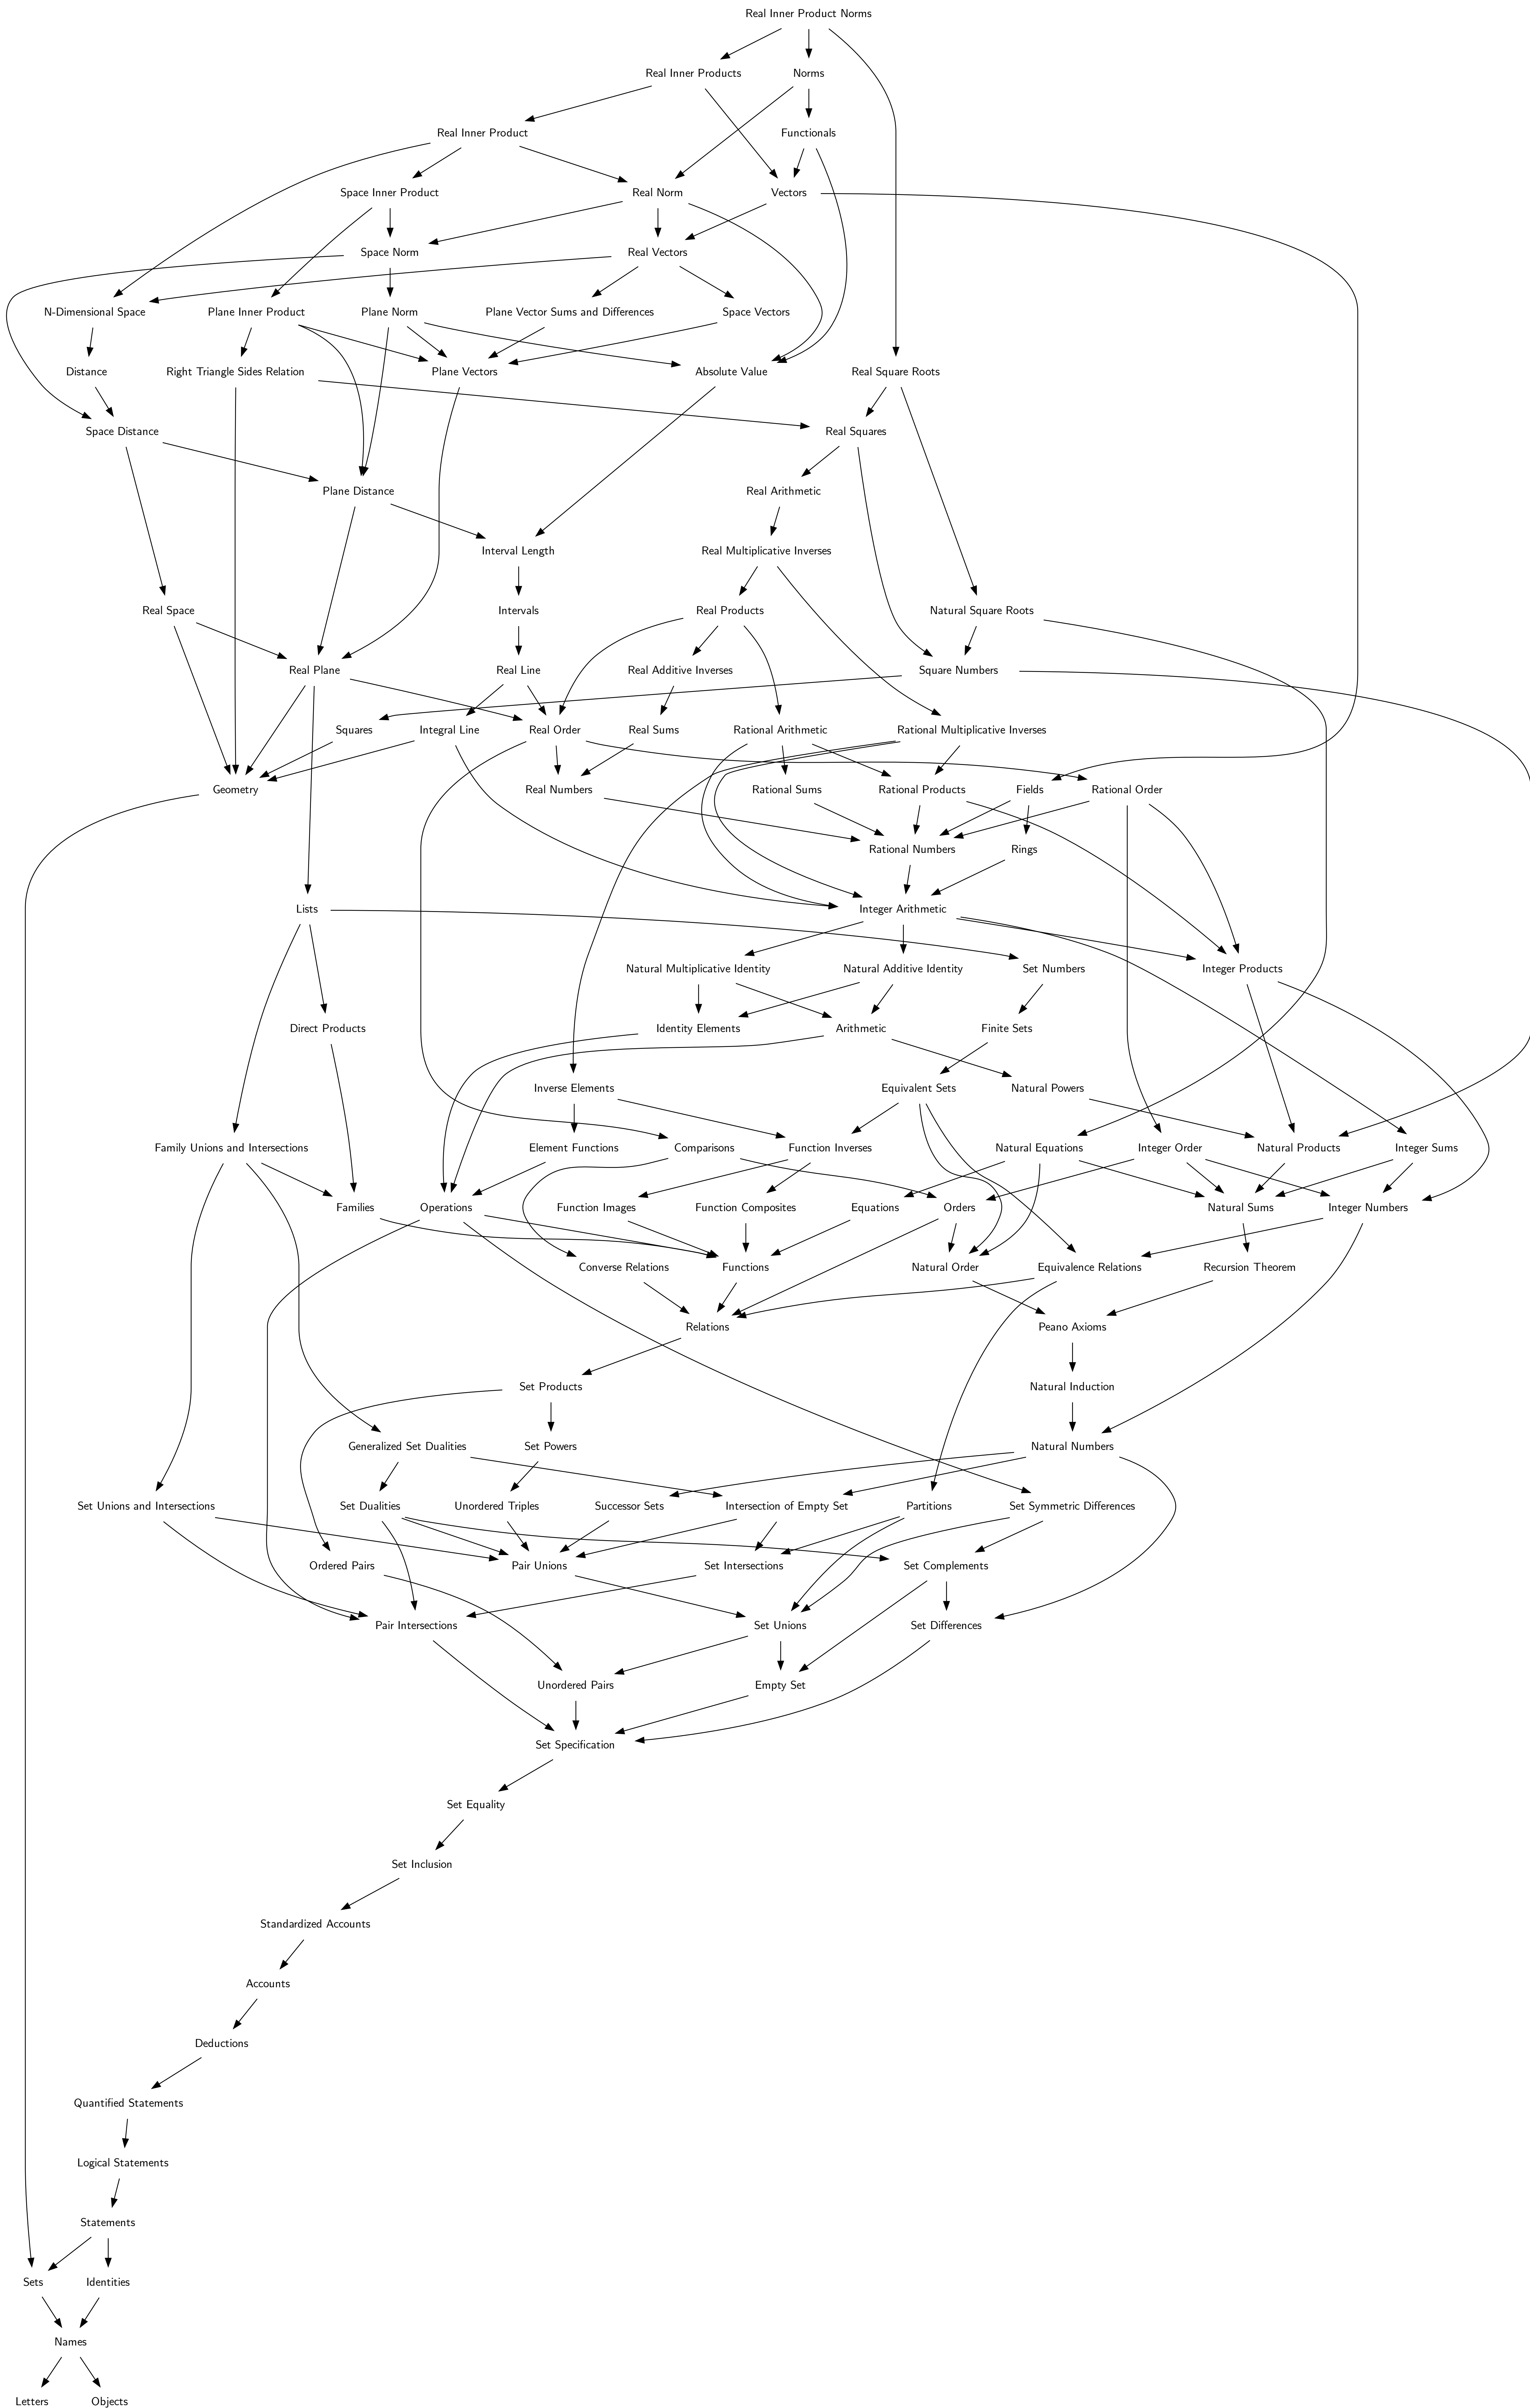 Real Inner Product Norms
Real Inner Products
Norms
Real Inner Product
Functionals
Space Inner Product
Real Norm
Vectors
Space Norm
Real Vectors
N-Dimensional Space
Plane Inner Product
Plane Norm
Plane Vector Sums and Differences
Space Vectors
Distance
Right Triangle Sides Relation
Plane Vectors
Absolute Value
Real Square Roots
Space Distance
Real Squares
Plane Distance
Real Arithmetic
Interval Length
Real Multiplicative Inverses
Real Space
Intervals
Real Products
Natural Square Roots
Real Plane
Real Line
Real Additive Inverses
Square Numbers
Squares
Integral Line
Real Order
Real Sums
Rational Arithmetic
Rational Multiplicative Inverses
Geometry
Real Numbers
Rational Sums
Rational Products
Fields
Rational Order
Rational Numbers
Rings
Lists
Integer Arithmetic
Natural Multiplicative Identity
Natural Additive Identity
Set Numbers
Integer Products
Direct Products
Identity Elements
Arithmetic
Finite Sets
Inverse Elements
Equivalent Sets
Natural Powers
Family Unions and Intersections
Element Functions
Comparisons
Function Inverses
Natural Equations
Integer Order
Natural Products
Integer Sums
Families
Operations
Function Images
Function Composites
Equations
Orders
Natural Sums
Integer Numbers
Converse Relations
Functions
Natural Order
Equivalence Relations
Recursion Theorem
Relations
Peano Axioms
Set Products
Natural Induction
Generalized Set Dualities
Set Powers
Natural Numbers
Set Unions and Intersections
Set Dualities
Unordered Triples
Successor Sets
Intersection of Empty Set
Partitions
Set Symmetric Differences
Ordered Pairs
Pair Unions
Set Intersections
Set Complements
Pair Intersections
Set Unions
Set Differences
Unordered Pairs
Empty Set
Set Specification
Set Equality
Set Inclusion
Standardized Accounts
Accounts
Deductions
Quantified Statements
Logical Statements
Statements
Sets
Identities
Names
Letters
Objects